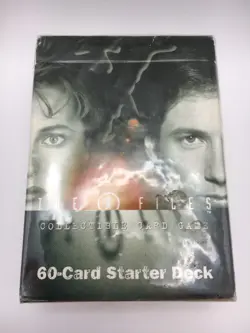 THE X FILES
COLLECTIBLE CARD GAME
60-Card Starter Deck